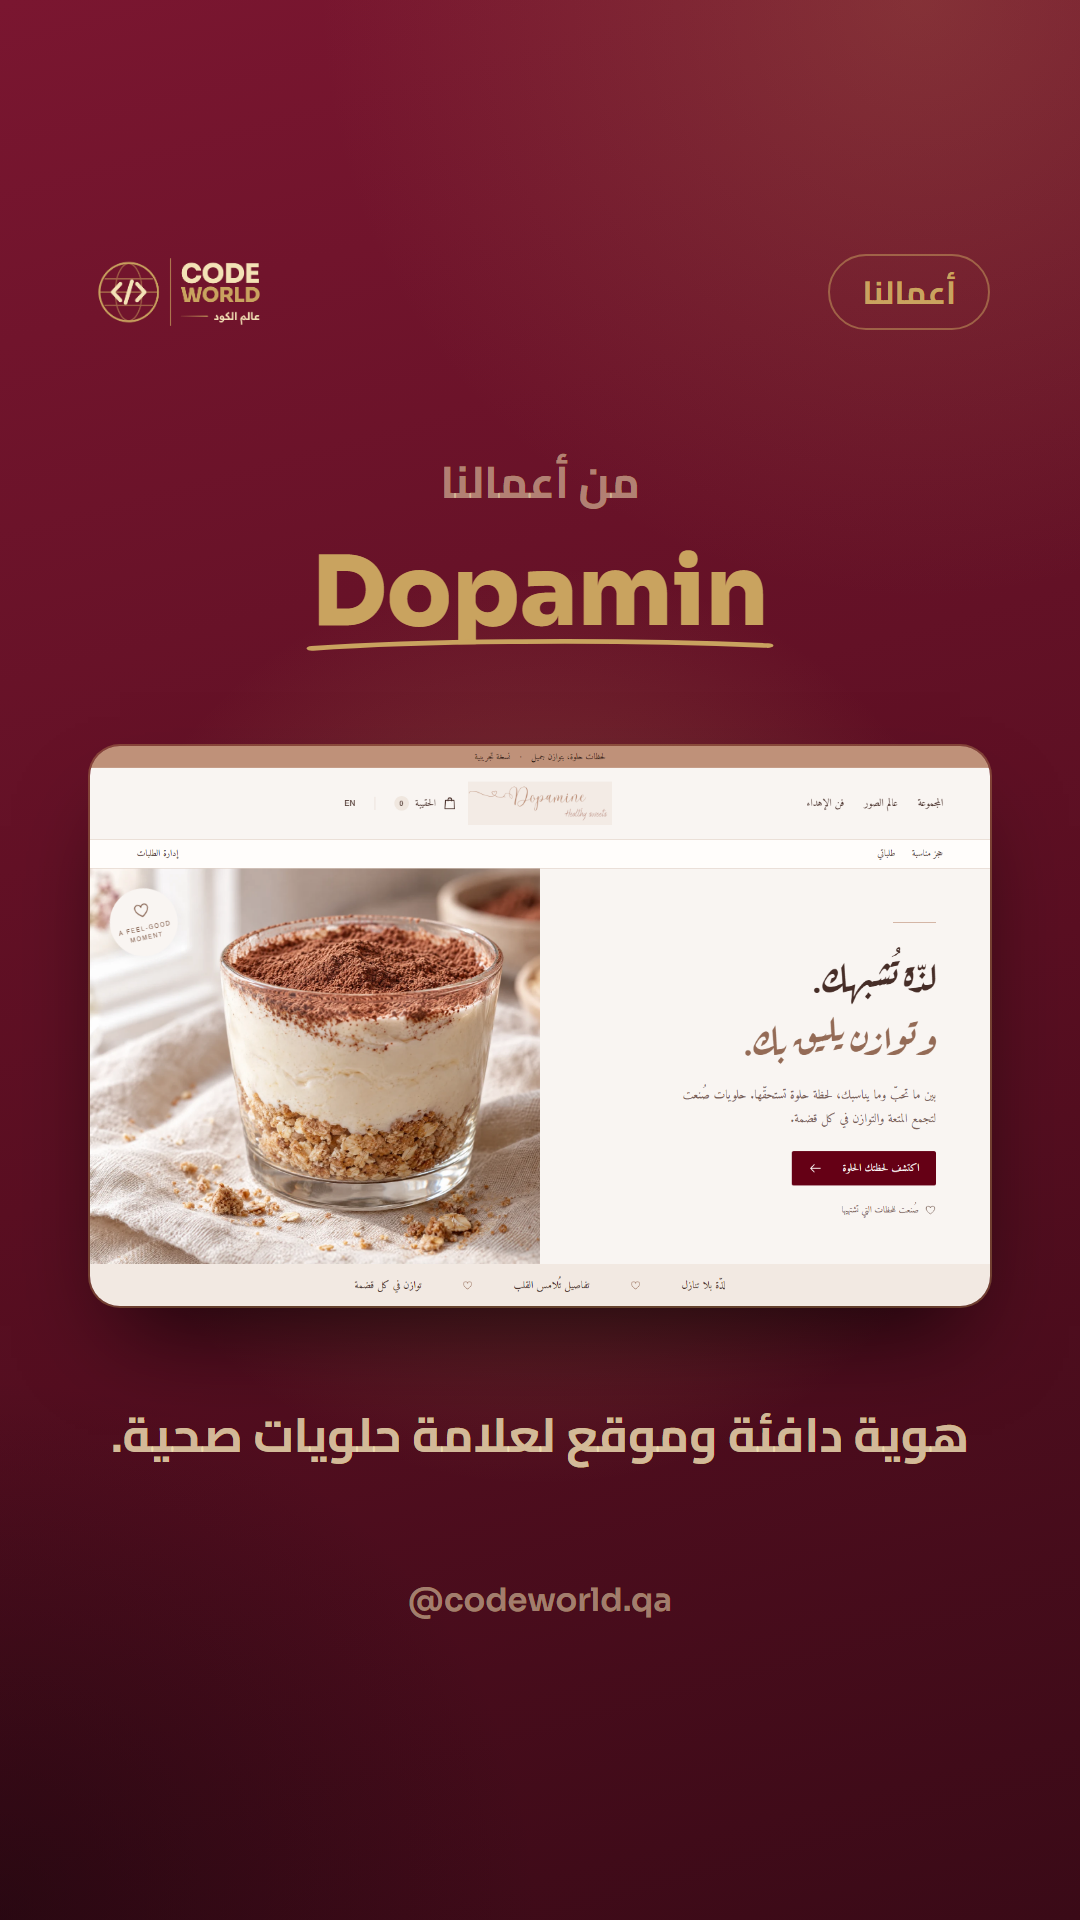 CODE
WORLD
عالم الكود
أعمالنا
من أعمالنا
Dopamin
لحظات حلوة، بتوازن جميل · نسخة تجريبية
المجموعة عالم الصور فن الإهداء
Dopamine
Healthy sweets
الحقيبة 0 EN
حجز مناسبة طلباتي إدارة الطلبات
A FEEL-GOOD
MOMENT
لذّة تُشبهك.
وتوازن يليق بك.
بين ما تحبّ وما يناسبك، لحظة حلوة تستحقّها. حلويات صُنعت
لتجمع المتعة والتوازن في كل قضمة.
اكتشف لحظتك الحلوة
صُنعت للحظات التي تشتهيها
لذّة بلا تنازل تفاصيل تُلامس القلب توازن في كل قضمة
هوية دافئة وموقع لعلامة حلويات صحية.
@codeworld.qa